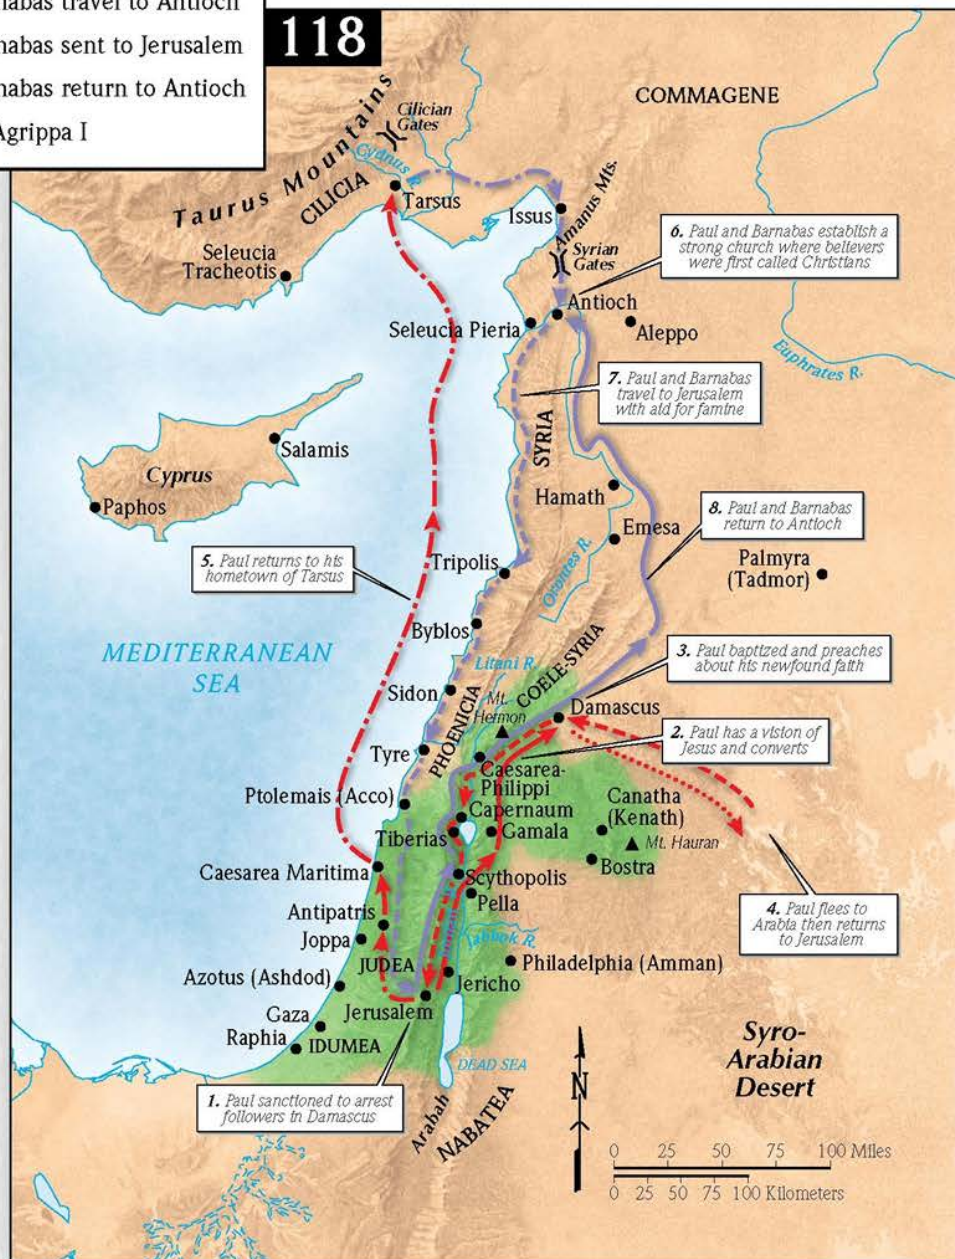 nabas travel to Antioch
nabas sent to Jerusalem
nabas return to Antioch
Agrippa I
118
COMMAGENE
Cilician
Gates
Taurus Mountains
Cydnus R.
CILICIA
Tarsus
Issus
Amanus Mts.
Syrian
Gates
6. Paul and Barnabas establish a
strong church where believers
were first called Christians
Seleucia
Tracheotis
Antioch
Seleucia Pieria
Aleppo
Euphrates R.
7. Paul and Barnabas
travel to Jerusalem
with aid for famine
SYRIA
Salamis
Cyprus
Paphos
Hamath
Emesa
8. Paul and Barnabas
return to Antioch
Orontes R.
Palmyra
(Tadmor)
5. Paul returns to his
hometown of Tarsus
Tripolis
Byblos
MEDITERRANEAN
SEA
Litani R.
COELE-SYRIA
3. Paul baptized and preaches
about his newfound faith
Sidon
Mt.
Hermon
PHOENICIA
Damascus
2. Paul has a vision of
Jesus and converts
Tyre
Caesarea-
Philippi
Ptolemais (Acco)
Capernaum
Canatha
(Kenath)
Tiberias
Gamala
Mt. Hauran
Bostra
Caesarea Maritima
Scythopolis
Pella
4. Paul flees to
Arabia then returns
to Jerusalem
Antipatris
Joppa
Jabbok R.
JUDEA
Philadelphia (Amman)
Azotus (Ashdod)
Jericho
Jerusalem
Gaza
Raphia
IDUMEA
DEAD SEA
Syro-
Arabian
Desert
1. Paul sanctioned to arrest
followers in Damascus
Arabah
NABATEA
N
0 25 50 75 100 Miles
0 25 50 75 100 Kilometers